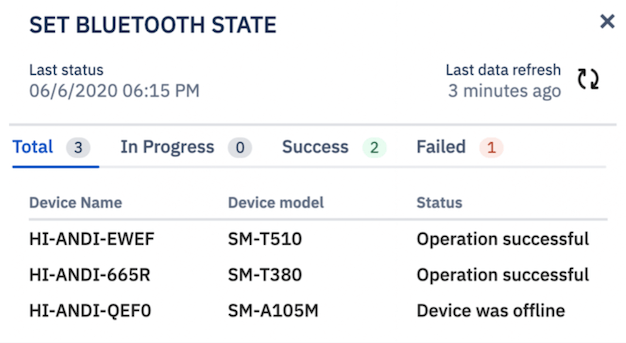 SET BLUETOOTH STATE
Last status
06/6/2020 06:15 PM
Last data refresh
3 minutes ago
Total 3 In Progress 0 Success 2 Failed 1
Device Name Device model Status
HI-ANDI-EWEF SM-T510 Operation successful
HI-ANDI-665R SM-T380 Operation successful
HI-ANDI-QEF0 SM-A105M Device was offline